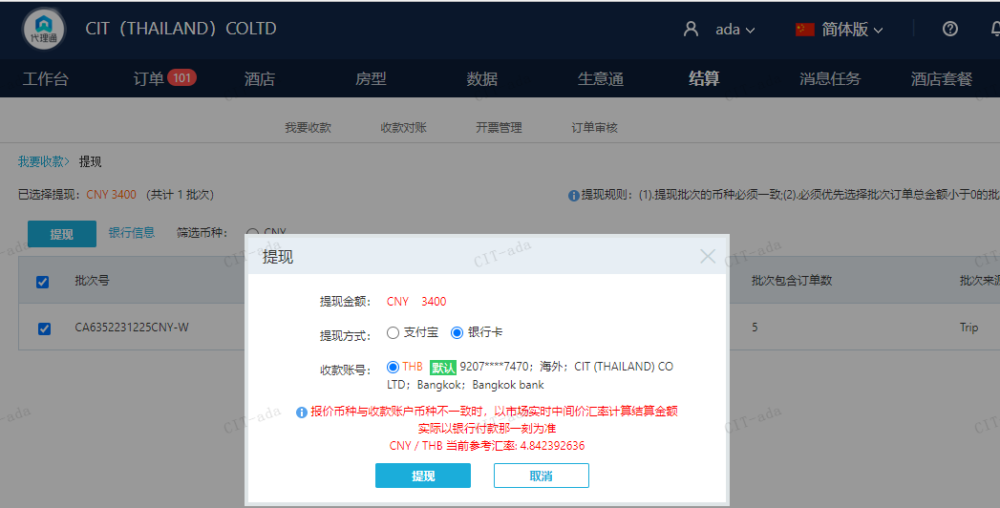 代理通
CIT（THAILAND）COLTD
ada
简体版
工作台
订单 101
酒店
房型
数据
生意通
结算
消息任务
酒店套餐
我要收款
收款对账
开票管理
订单审核
我要收款> 提现
已选择提现：CNY 3400 （共计 1 批次）
提现规则：(1).提现批次的币种必须一致;(2).必须优先选择批次订单总金额小于0的批
提现
银行信息
筛选币种：
CNY
批次号
批次包含订单数
批次来源
CA6352231225CNY-W
5
Trip
提现
提现金额： CNY 3400
提现方式： 支付宝 银行卡
收款账号： THB 默认 9207****7470；海外；CIT (THAILAND) CO
LTD；Bangkok；Bangkok bank
报价币种与收款账户币种不一致时，以市场实时中间价汇率计算结算金额
实际以银行付款那一刻为准
CNY / THB 当前参考汇率: 4.842392636
提现
取消
CIT-ada
CIT-ada
CIT-ada
CIT-ada
CIT-ada